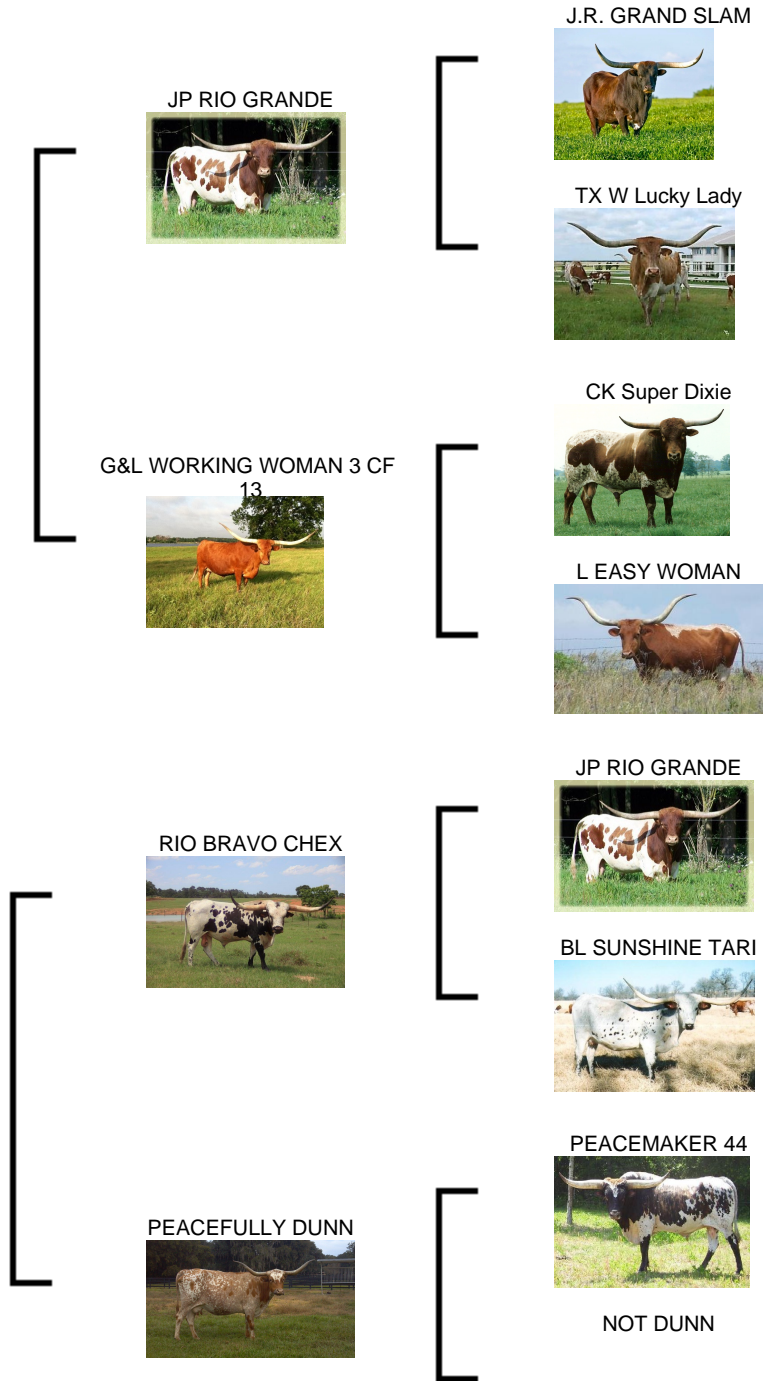 J.R. GRAND SLAM
JP RIO GRANDE
TX W Lucky Lady
CK Super Dixie
G&L WORKING WOMAN 3 CF
13
L EASY WOMAN
JP RIO GRANDE
RIO BRAVO CHEX
BL SUNSHINE TARI
PEACEMAKER 44
PEACEFULLY DUNN
NOT DUNN